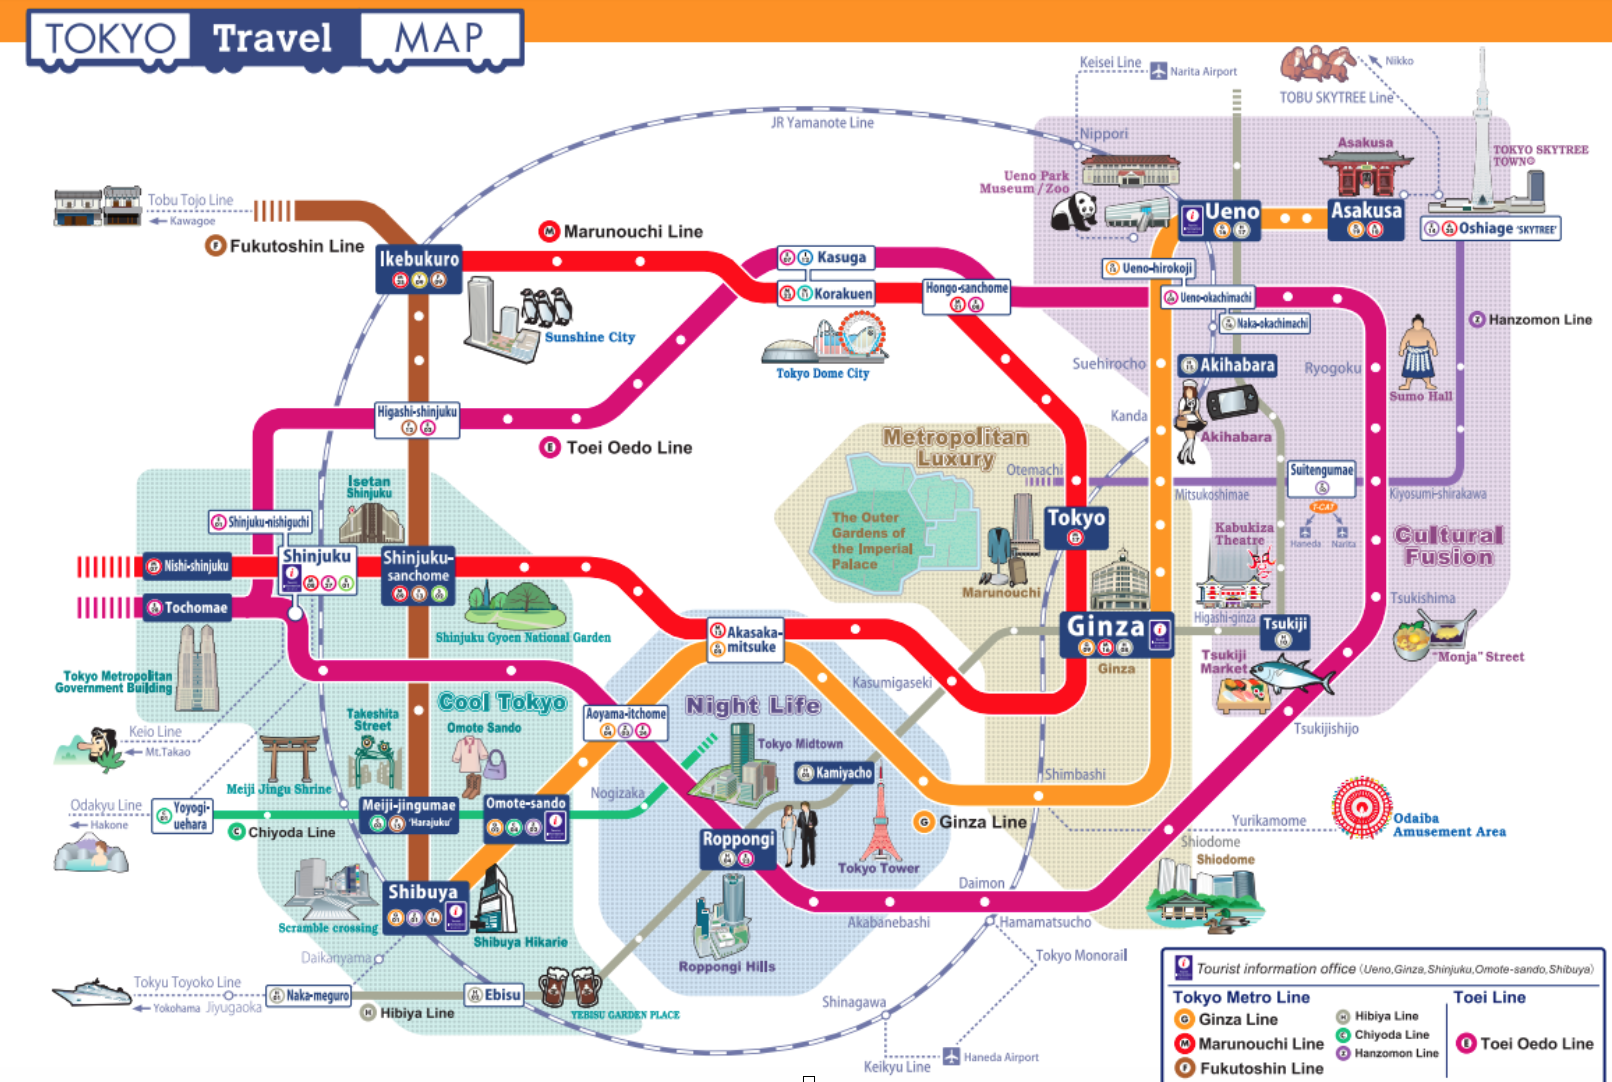 TOKYO Travel MAP
Keisei Line
Narita Airport
Nikko
TOBU SKYTREE Line
JR Yamanote Line
Nippori
Asakusa
TOKYO SKYTREE
TOWN®
Ueno Park
Museum/Zoo
Tobu Tojo Line
Kawagoe
F Fukutoshin Line
M Marunouchi Line
Ueno
Asakusa
Oshiage 'SKYTREE'
Ikebukuro
Kasuga
Korakuen
Hongo-sanchome
Ueno-hirokoji
Ueno-okachimachi
Naka-okachimachi
Z Hanzomon Line
Sunshine City
Tokyo Dome City
Suehirocho
Akihabara
Ryogoku
Sumo Hall
Higashi-shinjuku
E Toei Oedo Line
Kanda
Akihabara
Metropolitan
Luxury
Otemachi
Mitsukoshimae
Suitengumae
T-CAT
Haneda
Narita
Kiyosumi-shirakawa
Isetan
Shinjuku
Shinjuku-nishiguchi
The Outer
Gardens of
the Imperial
Palace
Tokyo
Kabukiza
Theatre
Cultural
Fusion
Nishi-shinjuku
Shinjuku
Shinjuku-
sanchome
Tochomae
Marunouchi
Shinjuku Gyoen National Garden
Akasaka-
mitsuke
Ginza
Ginza
Higashi-ginza
Tsukiji
Tsukishima
"Monja" Street
Tsukiji
Market
Tokyo Metropolitan
Government Building
Kasumigaseki
Cool Tokyo
Night Life
Aoyama-itchome
Takeshita
Street
Omote Sando
Keio Line
Mt.Takao
Tokyo Midtown
Kamiyacho
Tsukijishijo
Shimbashi
Meiji Jingu Shrine
Nogizaka
Odakyu Line
Hakone
Yoyogi-
uehara
C Chiyoda Line
Meiji-jingumae
'Harajuku'
Omote-sando
G Ginza Line
Yurikamome
Odaiba
Amusement Area
Roppongi
Tokyo Tower
Shiodome
Shiodome
Shibuya
Scramble crossing
Shibuya Hikarie
Daimon
Akabanebashi
Hamamatsucho
Roppongi Hills
Daikanyama
Tokyo Monorail
Tokyu Toyoko Line
Yokohama
Jiyugaoka
Naka-meguro
H Hibiya Line
Ebisu
YEBISU GARDEN PLACE
Shinagawa
Keikyu Line
Haneda Airport
Tourist information office (Ueno,Ginza,Shinjuku,Omote-sando,Shibuya)
Tokyo Metro Line
G Ginza Line
M Marunouchi Line
F Fukutoshin Line
H Hibiya Line
C Chiyoda Line
Z Hanzomon Line
Toei Line
E Toei Oedo Line